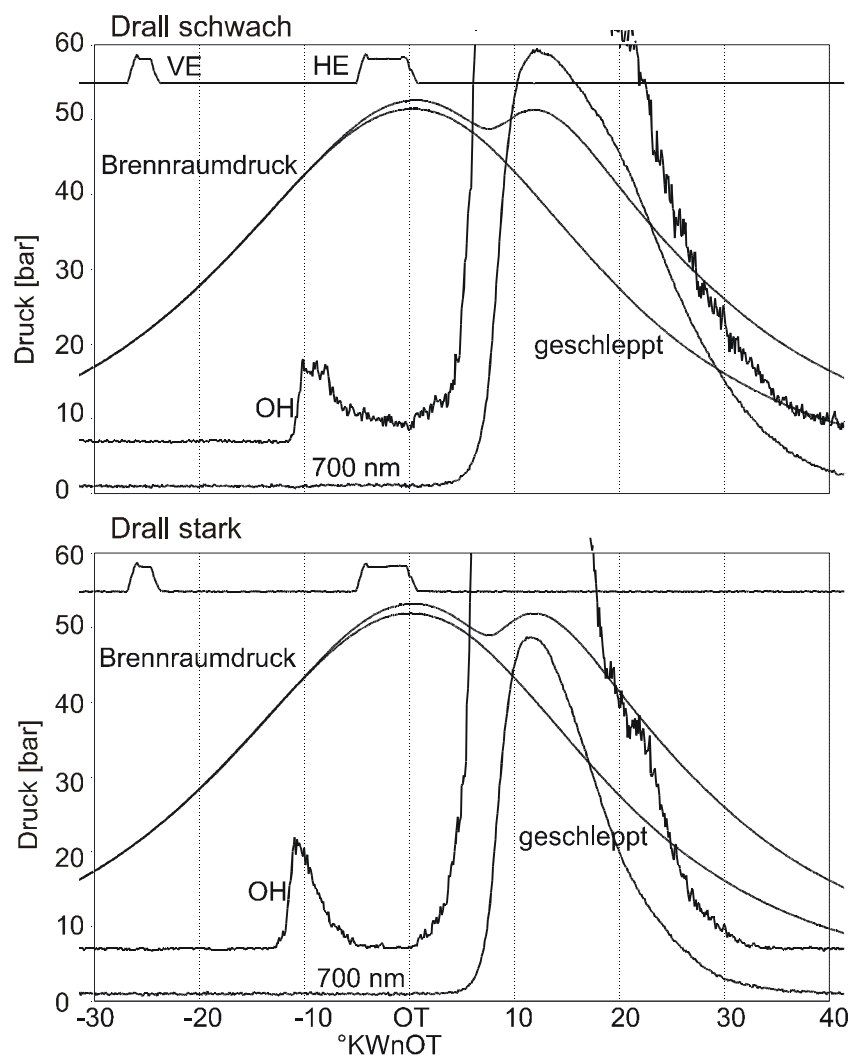 Drall schwach
60
VE
HE
50
Brennraumdruck
40
Druck [bar]
30
20
geschleppt
OH
10
700 nm
0
Drall stark
60
50
Brennraumdruck
40
Druck [bar]
30
20
geschleppt
OH
10
700 nm
0
-30 -20 -10 OT 10 20 30 40
°KWnOT